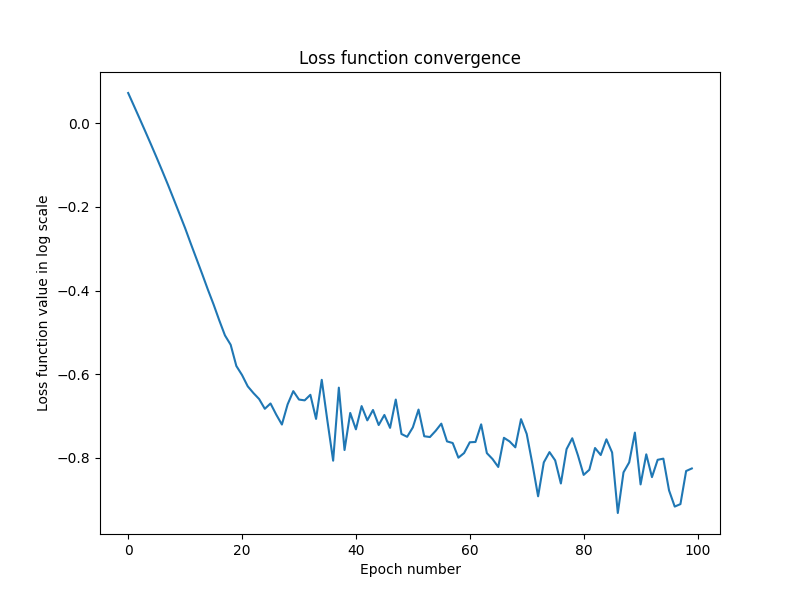 Loss function convergence
0.0
−0.2
−0.4
−0.6
−0.8
Loss function value in log scale
0 20 40 60 80 100
Epoch number